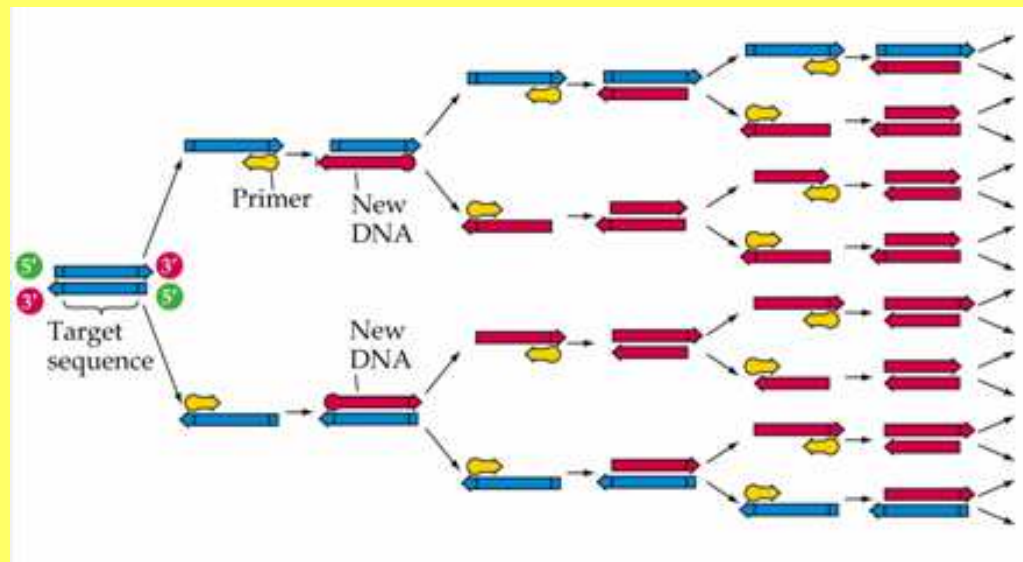 Primer
New
DNA
5' 3'
3' 5'
Target
sequence
New
DNA